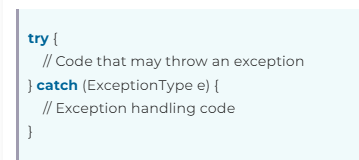 try {
// Code that may throw an exception
} catch (ExceptionType e) {
// Exception handling code
}